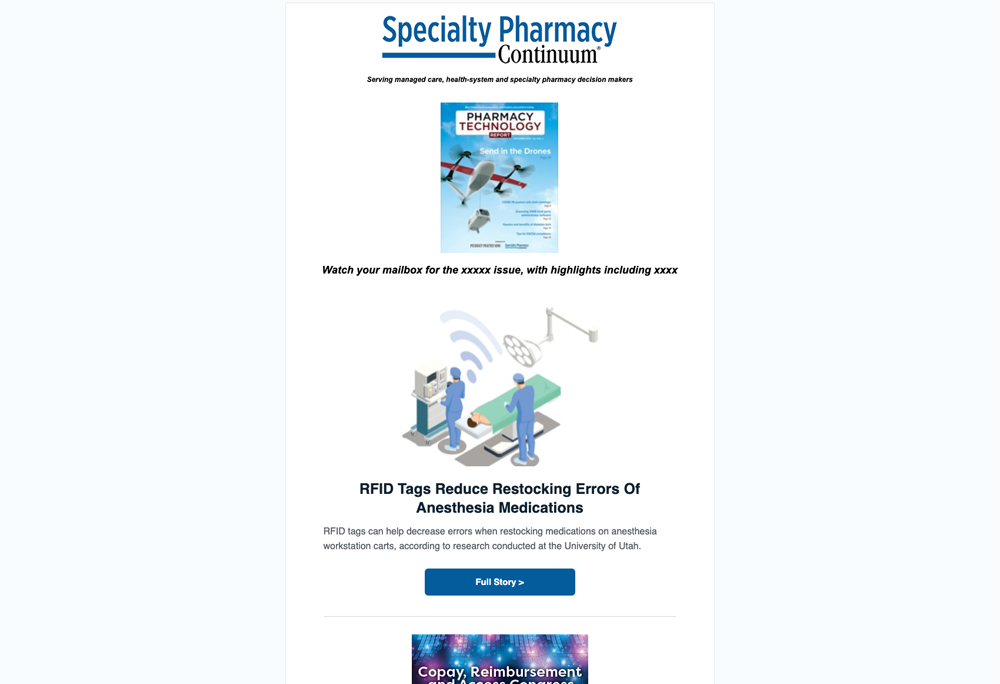 Specialty Pharmacy
Continuum®
Serving managed care, health-system and specialty pharmacy decision makers
PHARMACY
TECHNOLOGY
REPORT
Send in the Drones
Watch your mailbox for the xxxxx issue, with highlights including xxxx
RFID Tags Reduce Restocking Errors Of
Anesthesia Medications
RFID tags can help decrease errors when restocking medications on anesthesia
workstation carts, according to research conducted at the University of Utah.
Full Story >
Copay, Reimbursement
and Access Congress